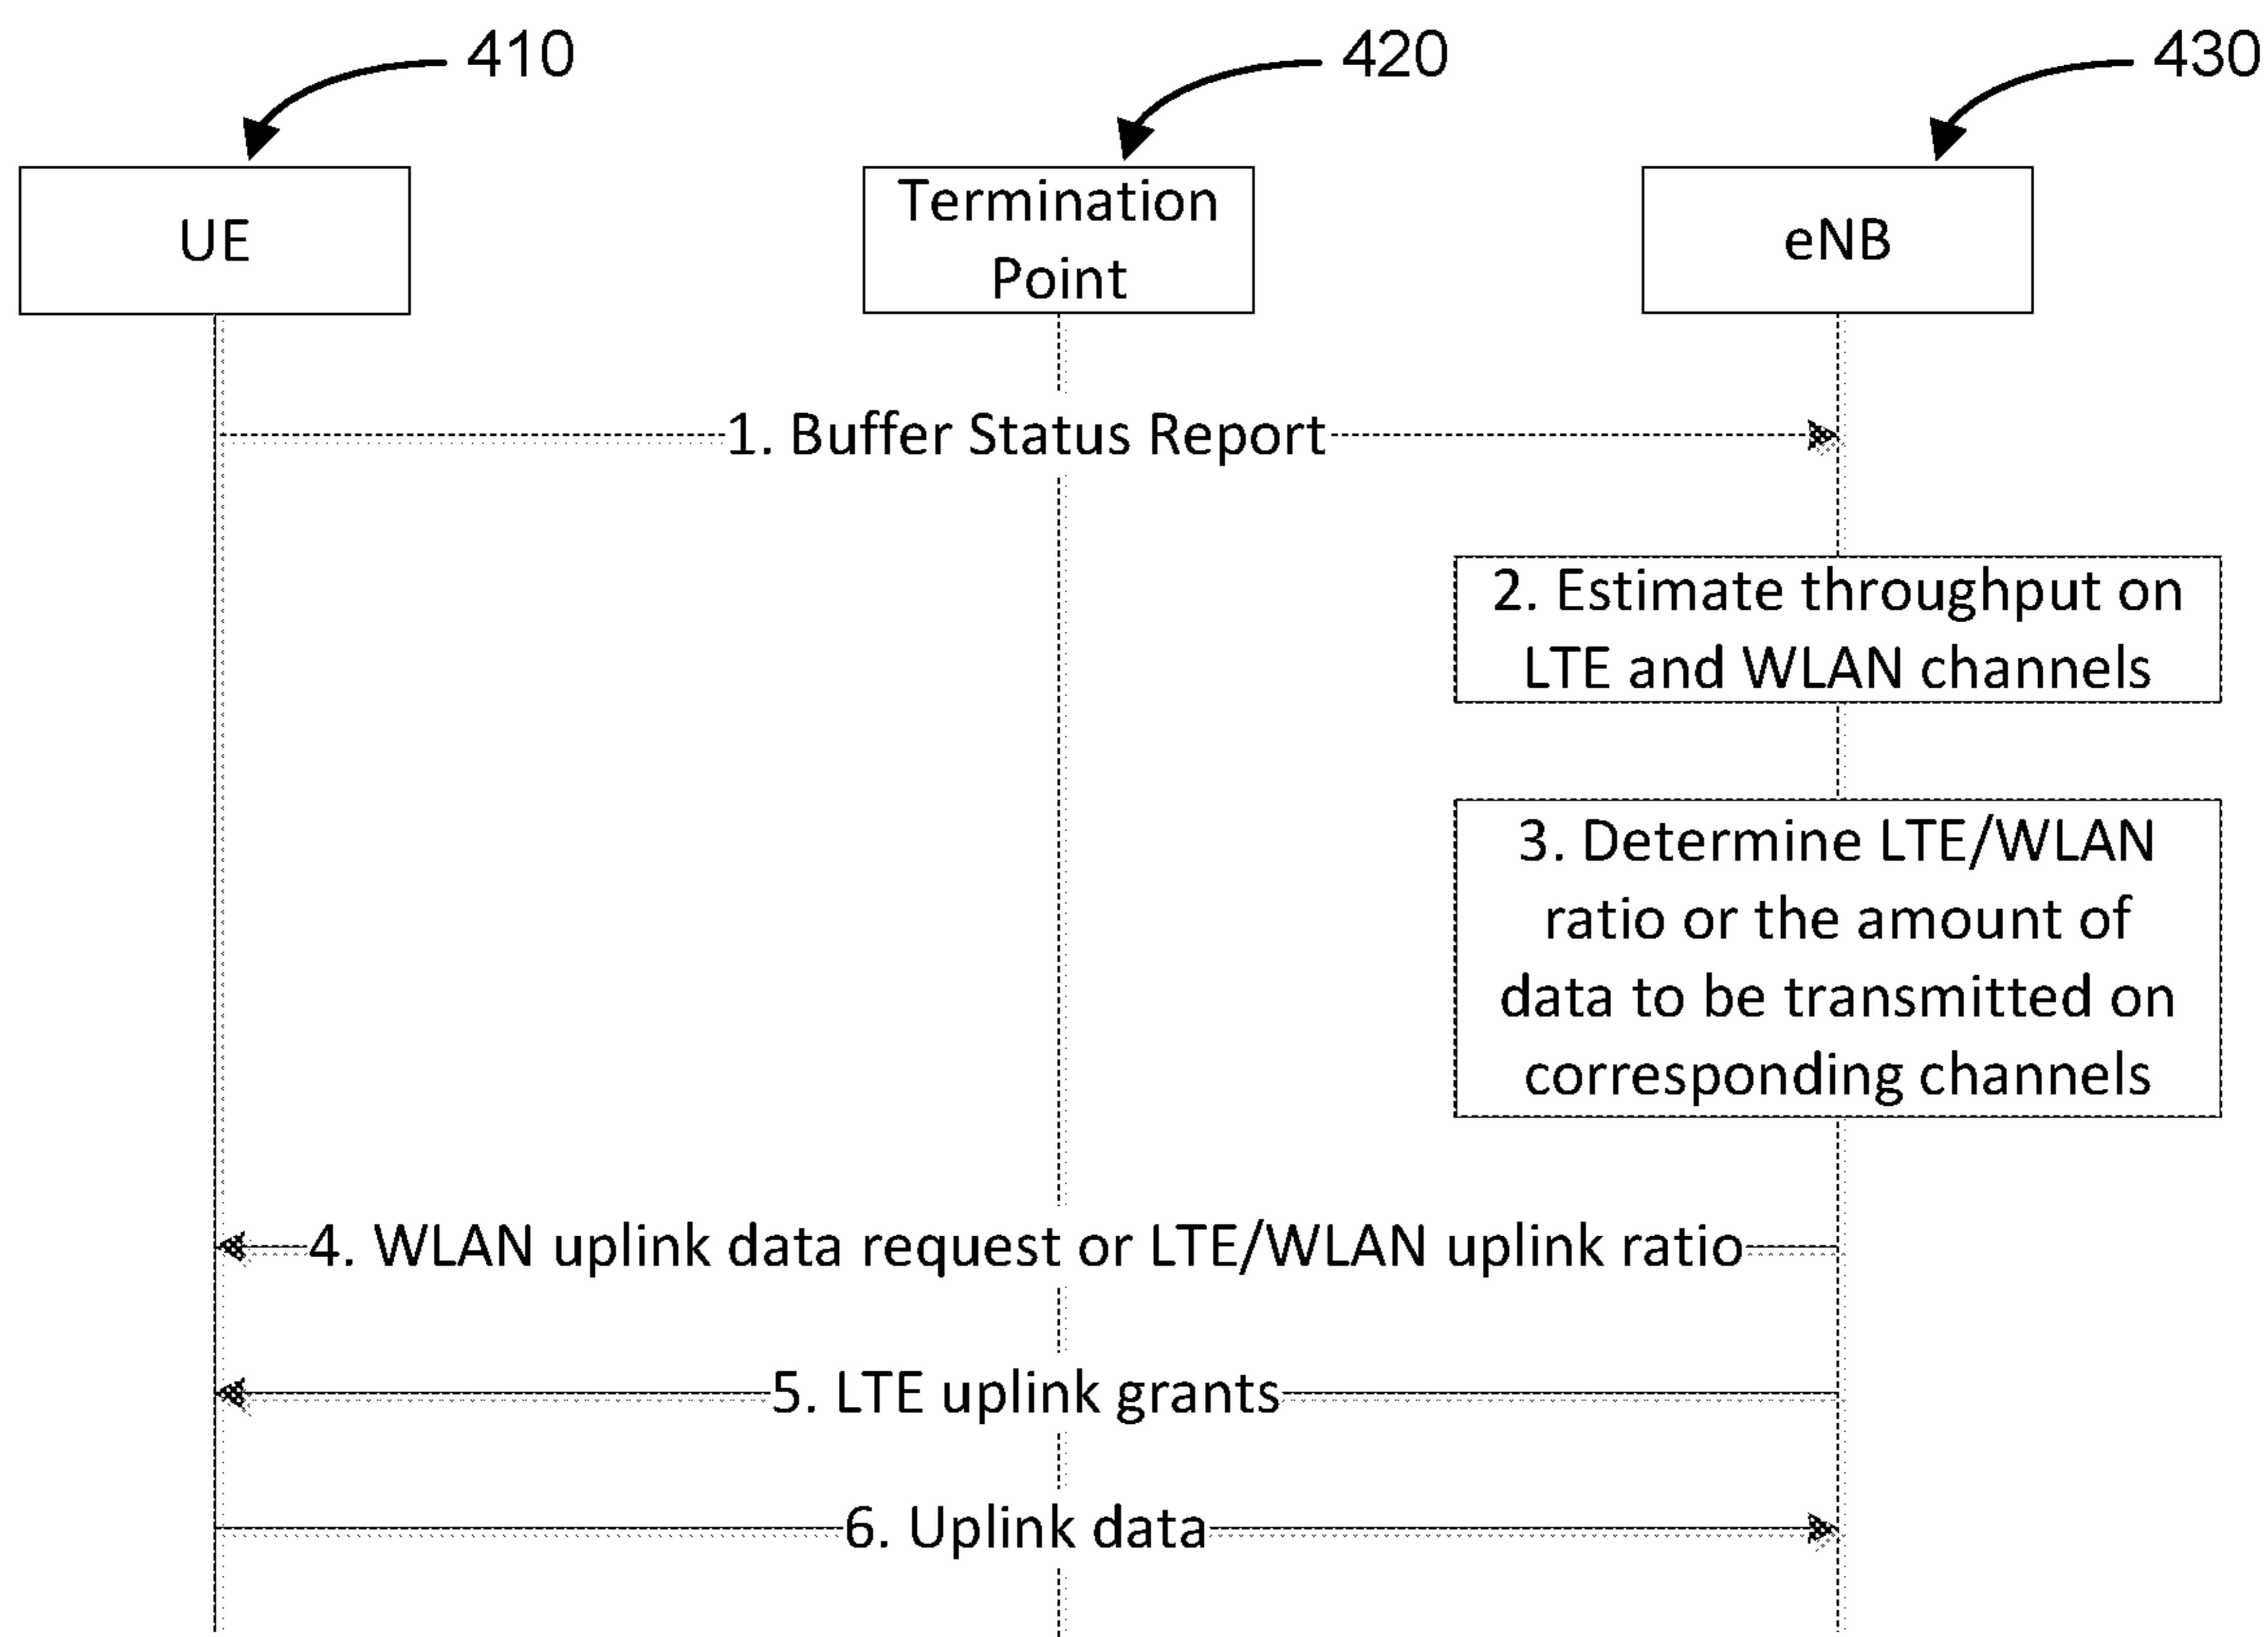 410
420
430
UE
Termination
Point
eNB
1. Buffer Status Report
2. Estimate throughput on
LTE and WLAN channels
3. Determine LTE/WLAN
ratio or the amount of
data to be transmitted on
corresponding channels
4. WLAN uplink data request or LTE/WLAN uplink ratio
5. LTE uplink grants
6. Uplink data